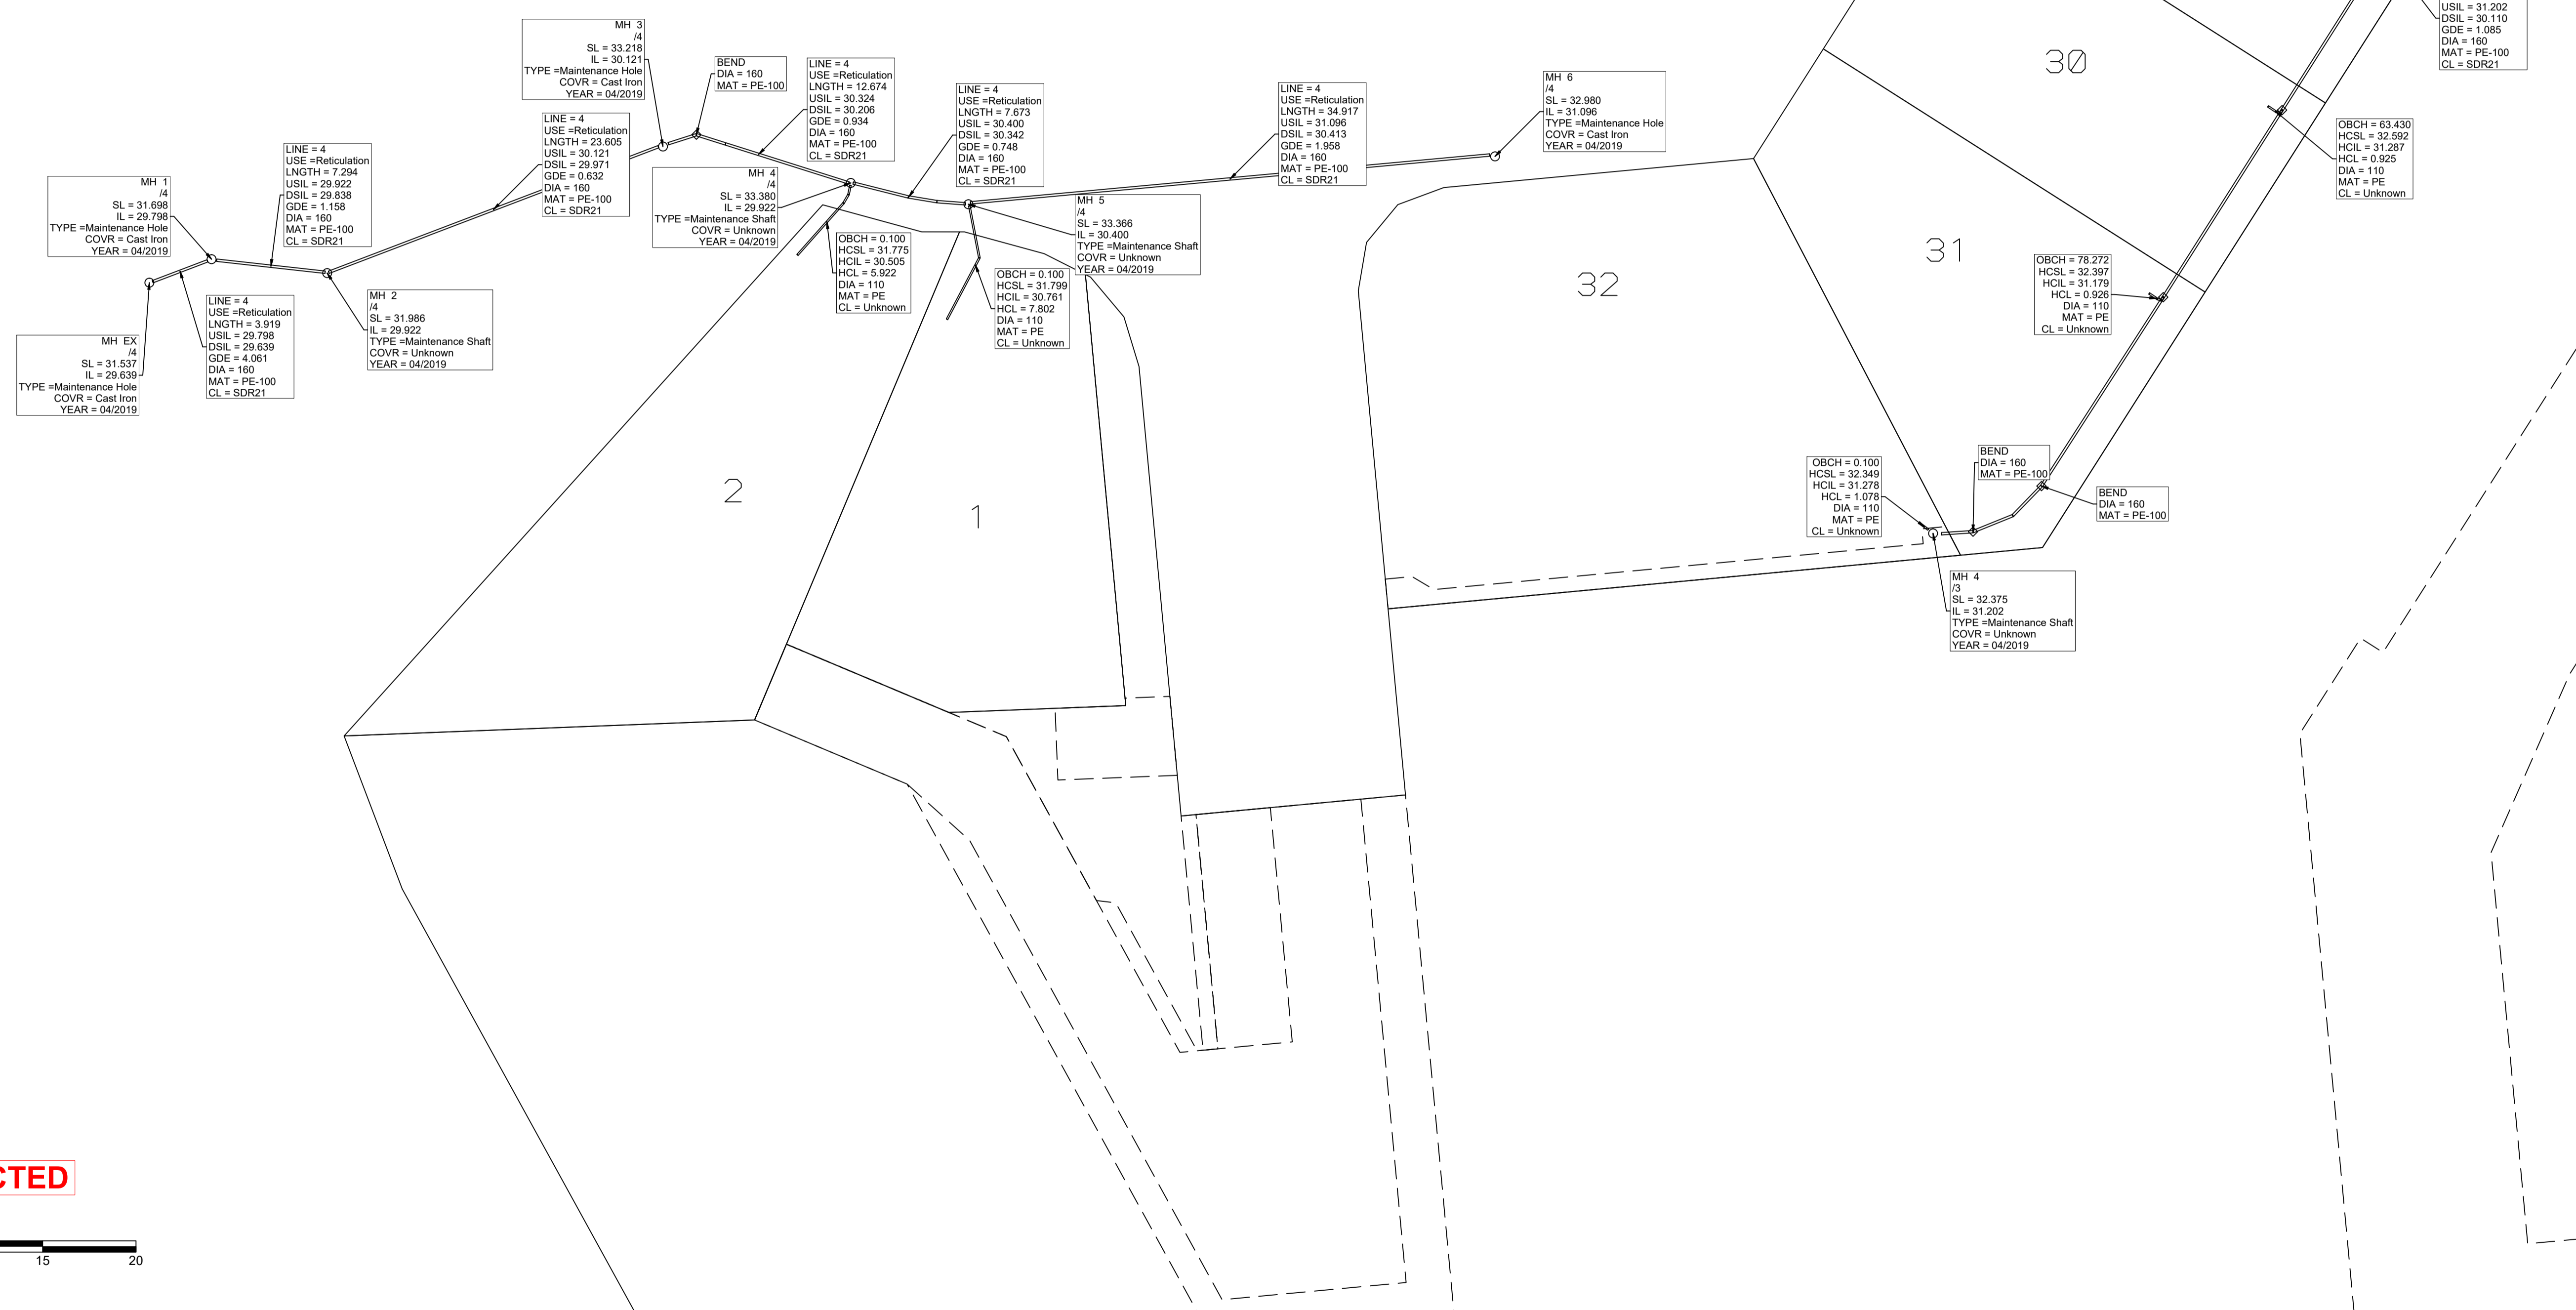 MH 3
/4
SL = 33.218
IL = 30.121
TYPE =Maintenance Hole
COVR = Cast Iron
YEAR = 04/2019
BEND
DIA = 160
MAT = PE-100
LINE = 4
USE =Reticulation
LNGTH = 12.674
USIL = 30.324
DSIL = 30.206
GDE = 0.934
DIA = 160
MAT = PE-100
CL = SDR21
LINE = 4
USE =Reticulation
LNGTH = 7.673
USIL = 30.400
DSIL = 30.342
GDE = 0.748
DIA = 160
MAT = PE-100
CL = SDR21
LINE = 4
USE =Reticulation
LNGTH = 34.917
USIL = 31.096
DSIL = 30.413
GDE = 1.958
DIA = 160
MAT = PE-100
CL = SDR21
MH 6
/4
SL = 32.980
IL = 31.096
TYPE =Maintenance Hole
COVR = Cast Iron
YEAR = 04/2019
USIL = 31.202
DSIL = 30.110
GDE = 1.085
DIA = 160
MAT = PE-100
CL = SDR21
30
LINE = 4
USE =Reticulation
LNGTH = 23.605
USIL = 30.121
DSIL = 29.971
GDE = 0.632
DIA = 160
MAT = PE-100
CL = SDR21
OBCH = 63.430
HCSL = 32.592
HCIL = 31.287
HCL = 0.925
DIA = 110
MAT = PE
CL = Unknown
LINE = 4
USE =Reticulation
LNGTH = 7.294
USIL = 29.922
DSIL = 29.838
GDE = 1.158
DIA = 160
MAT = PE-100
CL = SDR21
MH 4
/4
SL = 33.380
IL = 29.922
TYPE =Maintenance Shaft
COVR = Unknown
YEAR = 04/2019
MH 1
/4
SL = 31.698
IL = 29.798
TYPE =Maintenance Hole
COVR = Cast Iron
YEAR = 04/2019
MH 5
/4
SL = 33.366
IL = 30.400
TYPE =Maintenance Shaft
COVR = Unknown
YEAR = 04/2019
OBCH = 0.100
HCSL = 31.775
HCIL = 30.505
HCL = 5.922
DIA = 110
MAT = PE
CL = Unknown
31
OBCH = 78.272
HCSL = 32.397
HCIL = 31.179
HCL = 0.926
DIA = 110
MAT = PE
CL = Unknown
OBCH = 0.100
HCSL = 31.799
HCIL = 30.761
HCL = 7.802
DIA = 110
MAT = PE
CL = Unknown
32
MH 2
/4
SL = 31.986
IL = 29.922
TYPE =Maintenance Shaft
COVR = Unknown
YEAR = 04/2019
LINE = 4
USE =Reticulation
LNGTH = 3.919
USIL = 29.798
DSIL = 29.639
GDE = 4.061
DIA = 160
MAT = PE-100
CL = SDR21
MH EX
/4
SL = 31.537
IL = 29.639
TYPE =Maintenance Hole
COVR = Cast Iron
YEAR = 04/2019
BEND
DIA = 160
MAT = PE-100
OBCH = 0.100
HCSL = 32.349
HCIL = 31.278
HCL = 1.078
DIA = 110
MAT = PE
CL = Unknown
2
1
BEND
DIA = 160
MAT = PE-100
MH 4
/3
SL = 32.375
IL = 31.202
TYPE =Maintenance Shaft
COVR = Unknown
YEAR = 04/2019
CTED
15 20